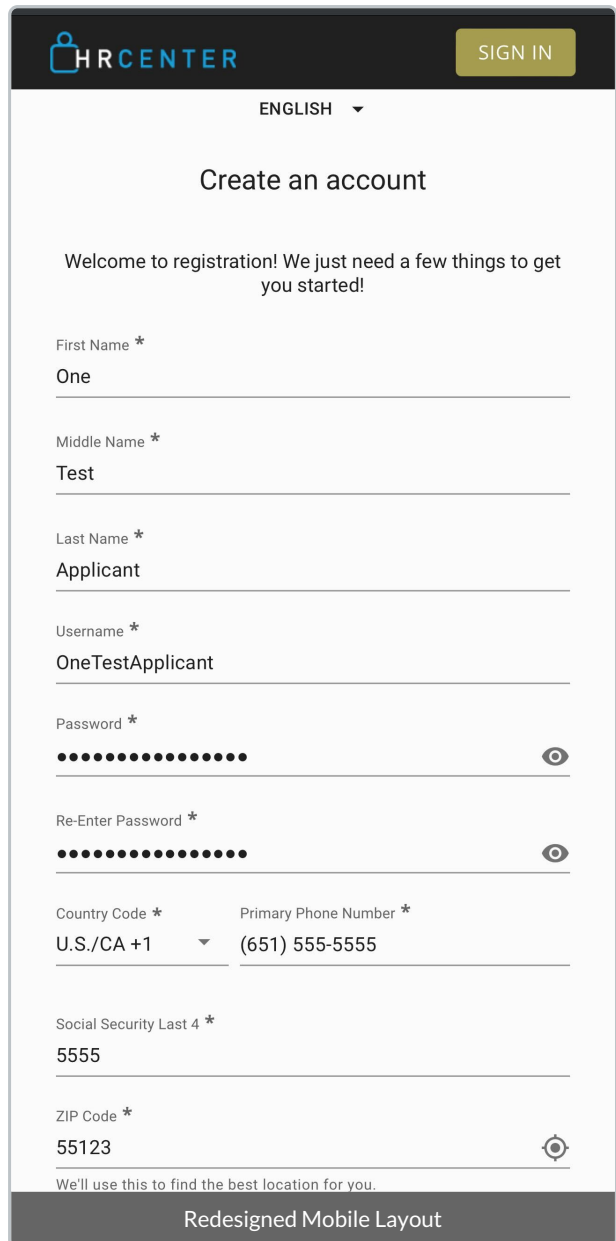 HRCENTER
SIGN IN
ENGLISH
Create an account
Welcome to registration! We just need a few things to get
you started!
First Name *
One
Middle Name *
Test
Last Name *
Applicant
Username *
OneTestApplicant
Password *
••••••••••••••••
Re-Enter Password *
••••••••••••••••
Country Code * Primary Phone Number *
U.S./CA +1 (651) 555-5555
Social Security Last 4 *
5555
ZIP Code *
55123
We'll use this to find the best location for you.
Redesigned Mobile Layout